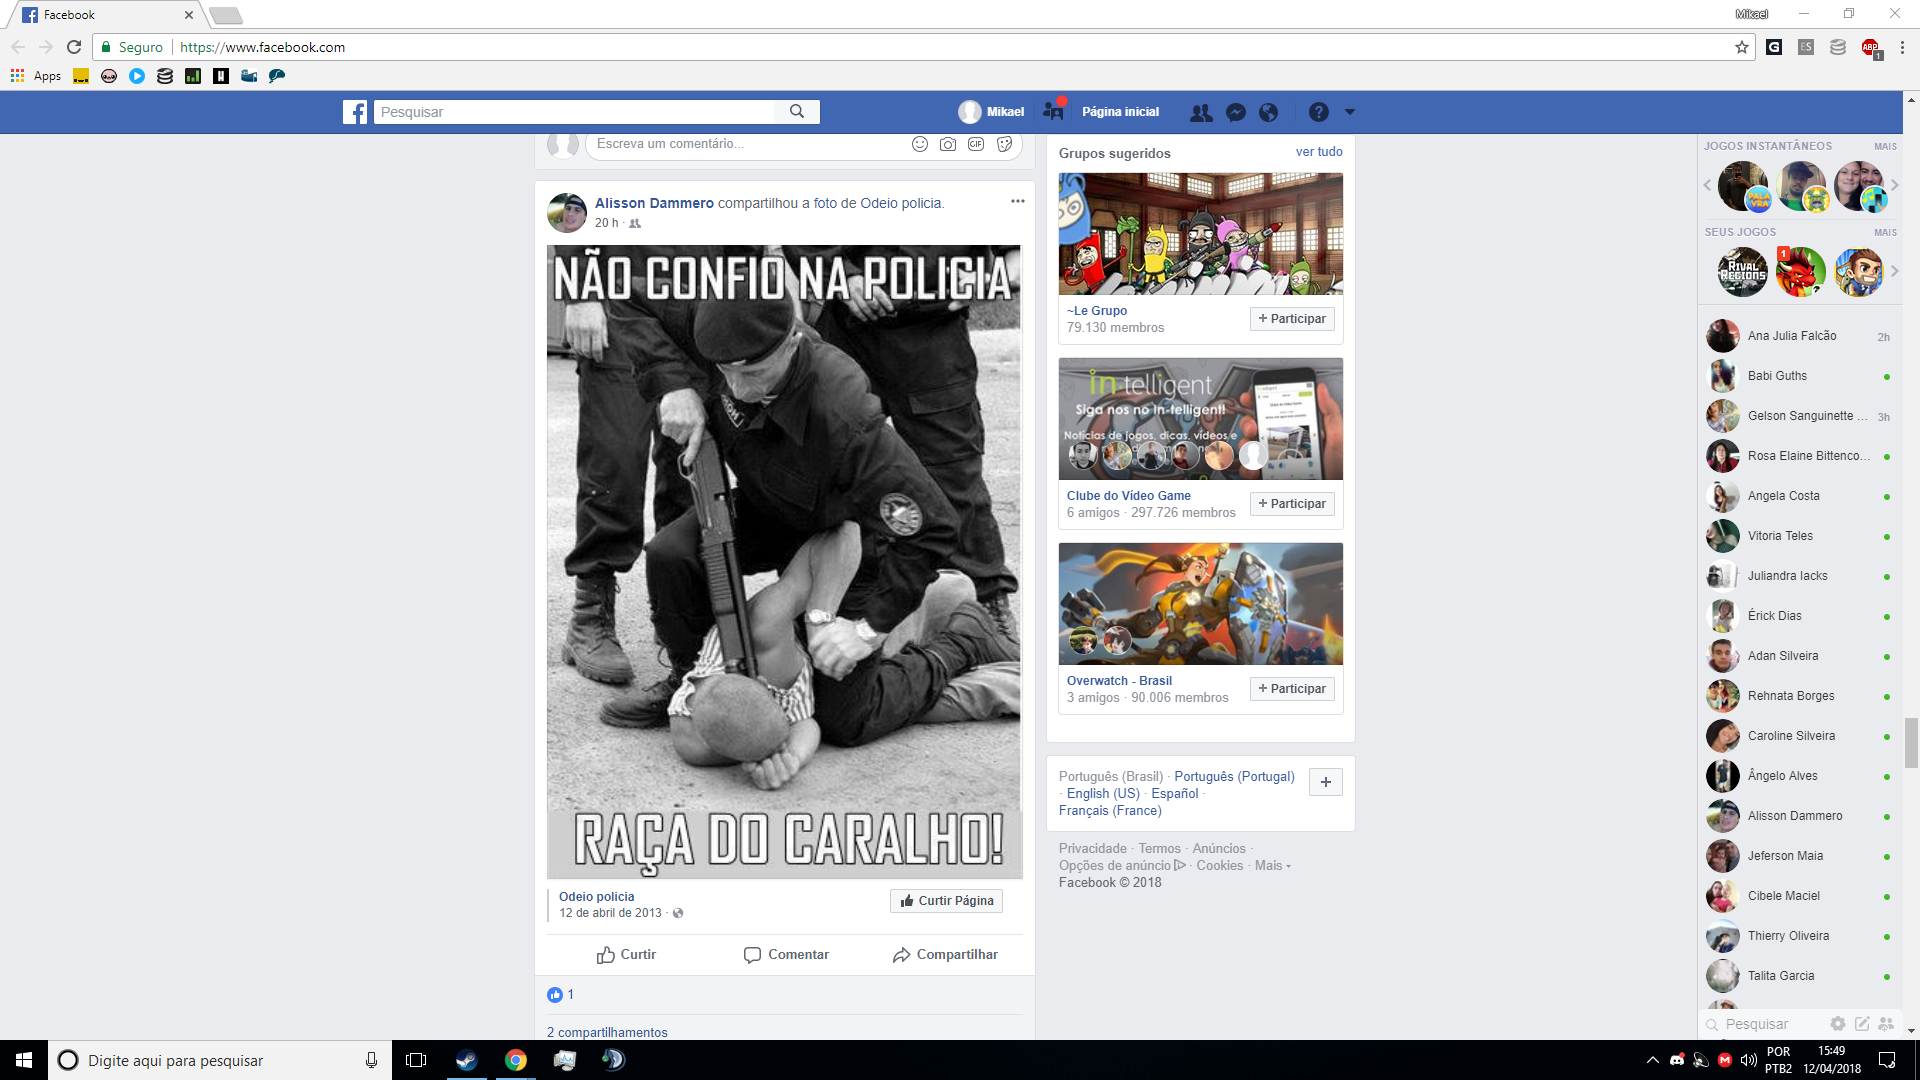 Facebook
Mikael
Seguro
https://www.facebook.com
Apps
Pesquisar
Mikael
Página inicial
Escreva um comentário...
GIF
Alisson Dammero compartilhou a foto de Odeio policia.
20 h ·
NÃO CONFIO NA POLICIA
RAÇA DO CARALHO!
Odeio policia
12 de abril de 2013 ·
Curtir Página
Curtir
Comentar
Compartilhar
1
2 compartilhamentos
Grupos sugeridos
ver tudo
~Le Grupo
79.130 membros
+ Participar
in-telligent
Siga nos no In-telligent!
Notícias de jogos, dicas, vídeos e
Clube do Vídeo Game
6 amigos · 297.726 membros
+ Participar
Overwatch - Brasil
3 amigos · 90.006 membros
+ Participar
Português (Brasil) · Português (Portugal)
· English (US) · Español ·
Français (France)
+
Privacidade · Termos · Anúncios ·
Opções de anúncio · Cookies · Mais
Facebook © 2018
JOGOS INSTANTÂNEOS
MAIS
PALAVRA
SEUS JOGOS
MAIS
RIVAL REGIONS
1
Ana Julia Falcão
2h
Babi Guths
Gelson Sanguinette ...
3h
Rosa Elaine Bittenco...
Angela Costa
Vitoria Teles
Juliandra Iacks
Érick Dias
Adan Silveira
Rehnata Borges
Caroline Silveira
Ângelo Alves
Alisson Dammero
Jeferson Maia
Cibele Maciel
Thierry Oliveira
Talita Garcia
Pesquisar
Digite aqui para pesquisar
POR
PTB2
15:49
12/04/2018